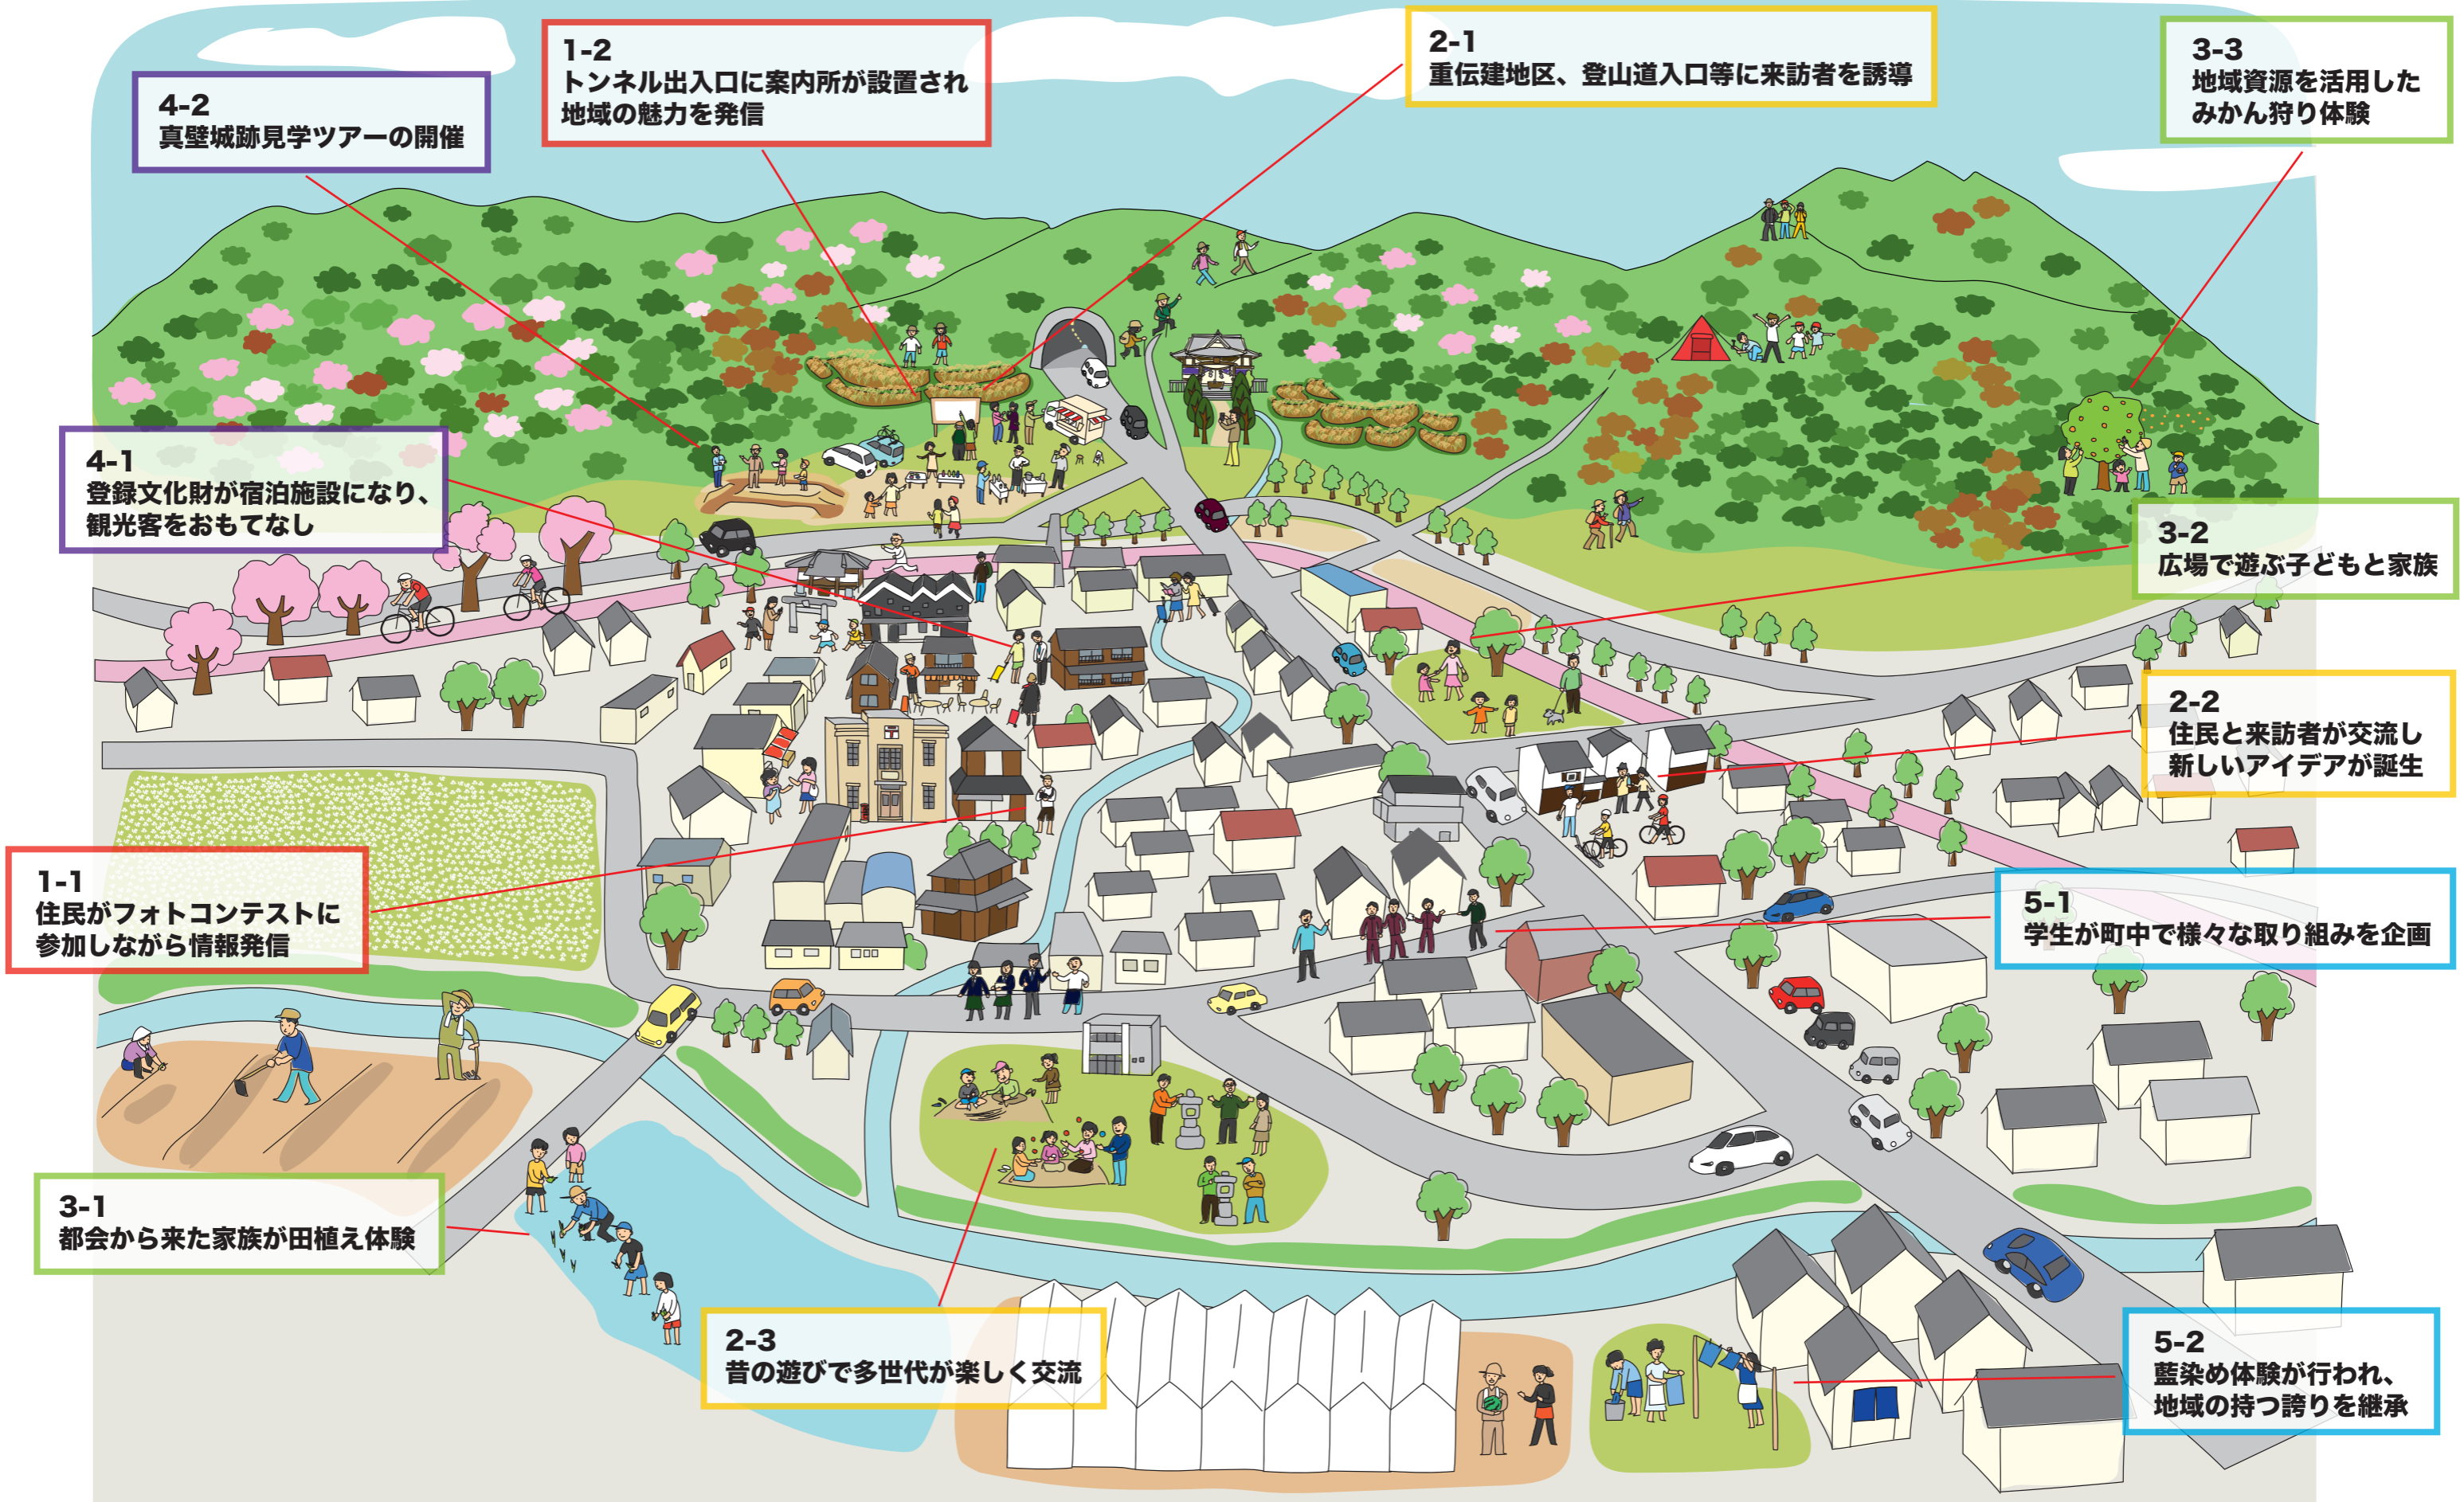 1-2
トンネル出入口に案内所が設置され
地域の魅力を発信
2-1
重伝建地区、登山道入口等に来訪者を誘導
3-3
地域資源を活用した
みかん狩り体験
4-2
真壁城跡見学ツアーの開催
4-1
登録文化財が宿泊施設になり、
観光客をおもてなし
3-2
広場で遊ぶ子どもと家族
2-2
住民と来訪者が交流し
新しいアイデアが誕生
1-1
住民がフォトコンテストに
参加しながら情報発信
5-1
学生が町中で様々な取り組みを企画
3-1
都会から来た家族が田植え体験
2-3
昔の遊びで多世代が楽しく交流
5-2
藍染め体験が行われ、
地域の持つ誇りを継承